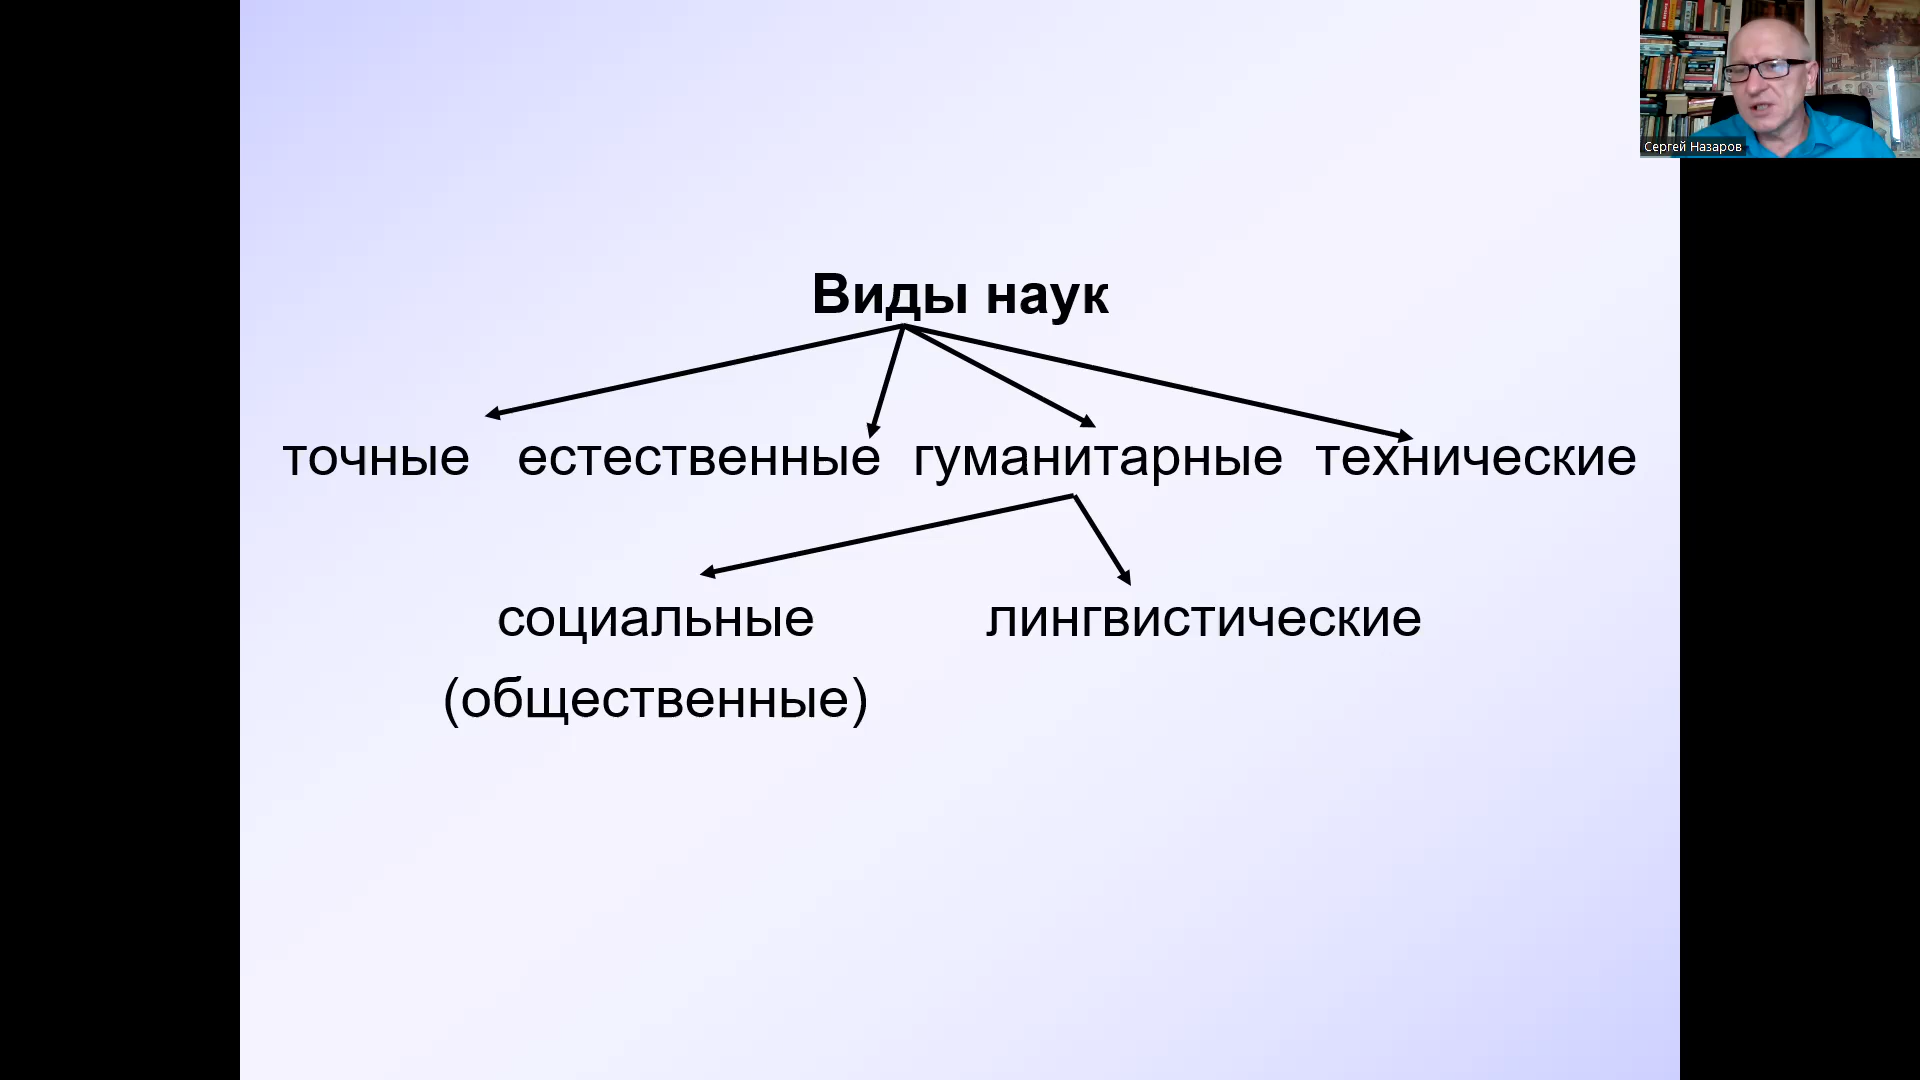 Виды наук
точные естественные гуманитарные технические
социальные лингвистические
(общественные)
Сергей Назаров